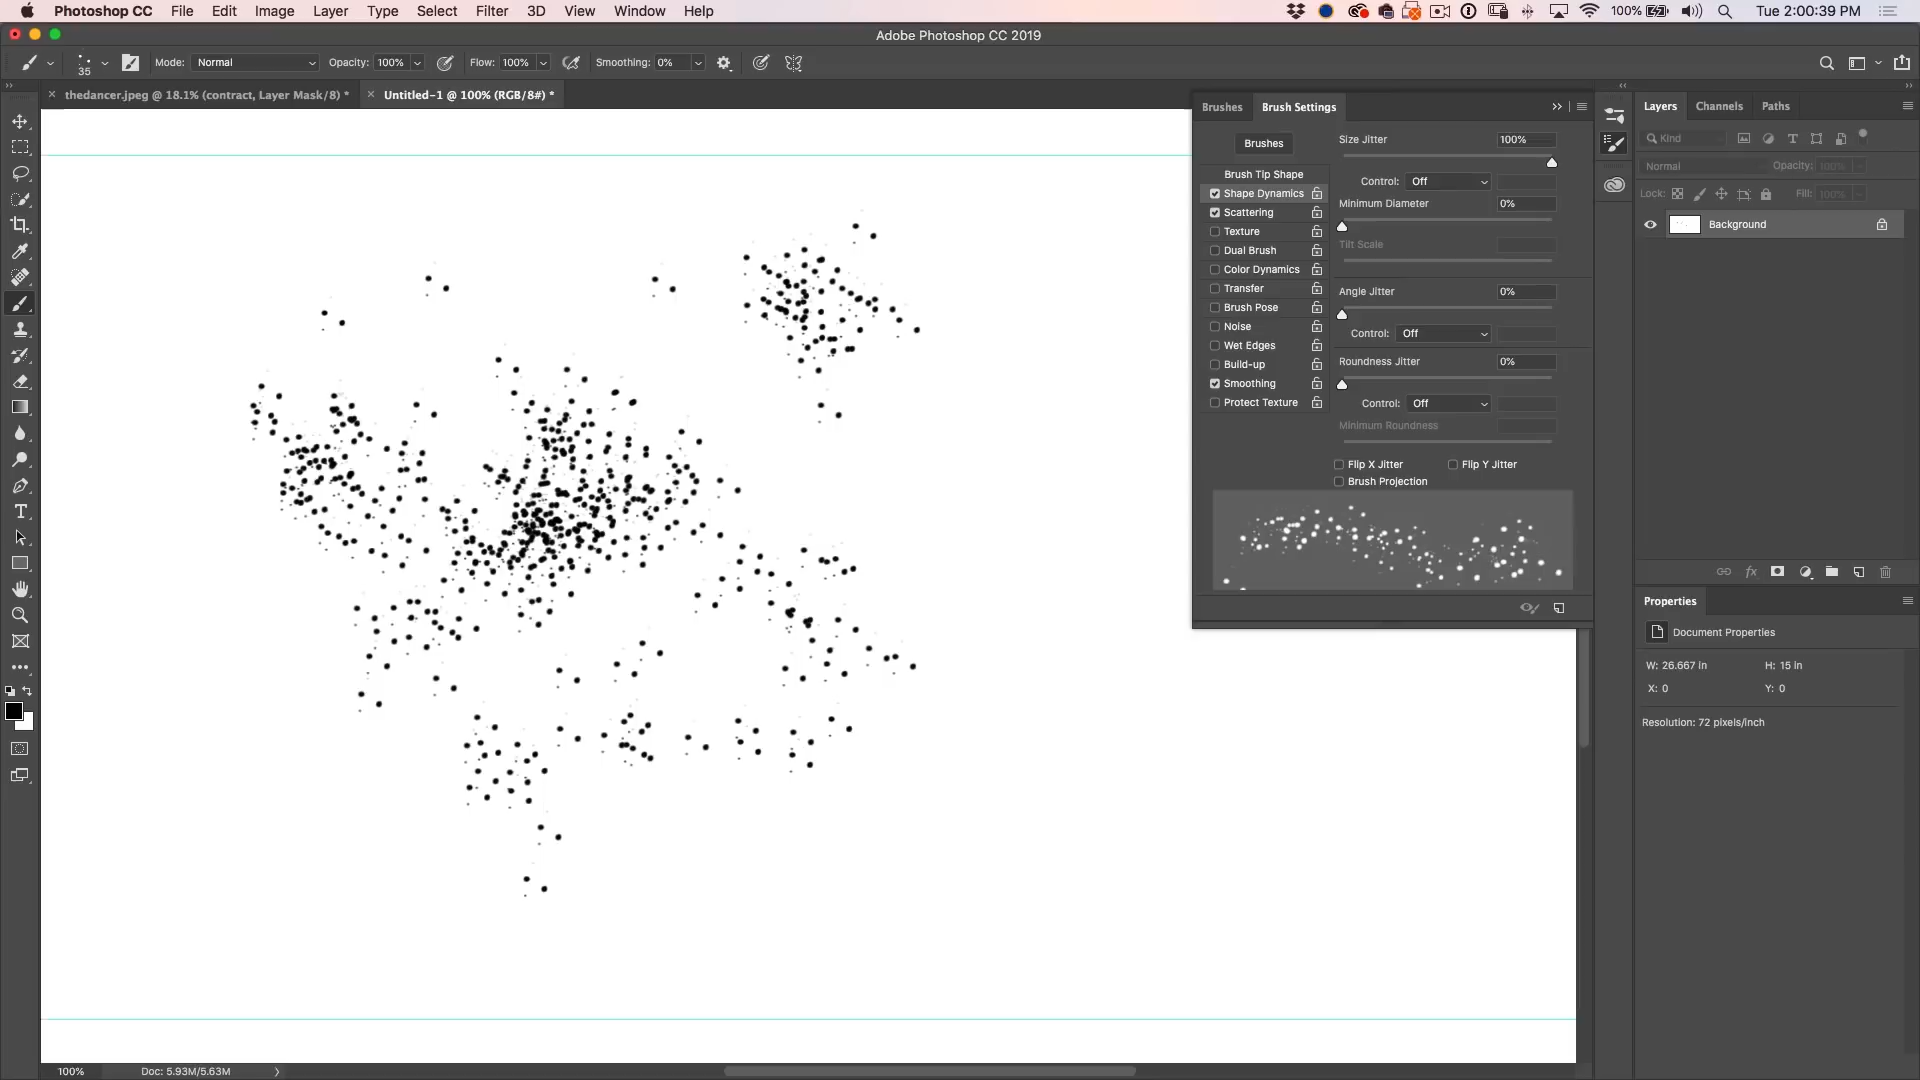 Photoshop CC File Edit Image Layer Type Select Filter 3D View Window Help 100% Tue 2:00:39 PM
Adobe Photoshop CC 2019
35 Mode: Normal Opacity: 100% Flow: 100% Smoothing: 0%
thedancer.jpeg @ 18.1% (contract, Layer Mask/8) * Untitled-1 @ 100% (RGB/8#) *
Brushes Brush Settings
Brushes
Brush Tip Shape
Shape Dynamics
Scattering
Texture
Dual Brush
Color Dynamics
Transfer
Brush Pose
Noise
Wet Edges
Build-up
Smoothing
Protect Texture
Size Jitter 100%
Control: Off
Minimum Diameter 0%
Tilt Scale
Angle Jitter 0%
Control: Off
Roundness Jitter 0%
Control: Off
Minimum Roundness
Flip X Jitter Flip Y Jitter
Brush Projection
Layers Channels Paths
Kind
Normal Opacity: 100%
Lock: Fill: 100%
Background
fx
Properties
Document Properties
W: 26.667 in H: 15 in
X: 0 Y: 0
Resolution: 72 pixels/inch
100% Doc: 5.93M/5.63M